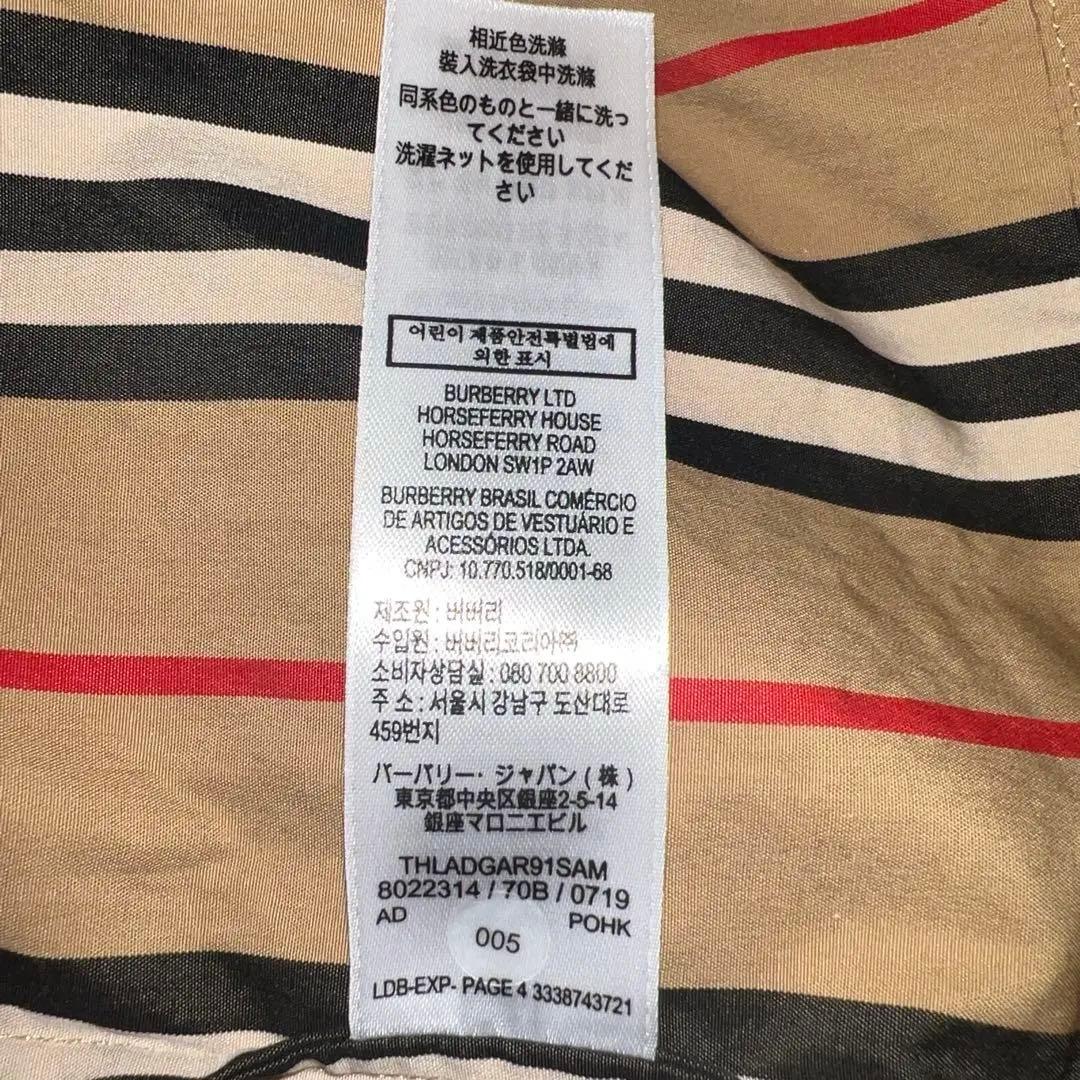 相近色洗滌
裝入洗衣袋中洗滌
同系色のものと一緒に洗っ
てください
洗濯ネットを使用してくだ
さい
어린이 제품안전특별법에
의한 표시
BURBERRY LTD
HORSEFERRY HOUSE
HORSEFERRY ROAD
LONDON SW1P 2AW
BURBERRY BRASIL COMÉRCIO
DE ARTIGOS DE VESTUÁRIO E
ACESSÓRIOS LTDA.
CNPJ: 10.770.518/0001-68
제조원 : 버버리
수입원 : 버버리코리아㈜
소비자상담실 : 080 700 8800
주 소 : 서울시 강남구 도산대로
459번지
バーバリー・ジャパン(株)
東京都中央区銀座2-5-14
銀座マロニエビル
THLADGAR91SAM
8022314 / 70B / 0719
AD POHK
005
LDB-EXP- PAGE 4 3338743721